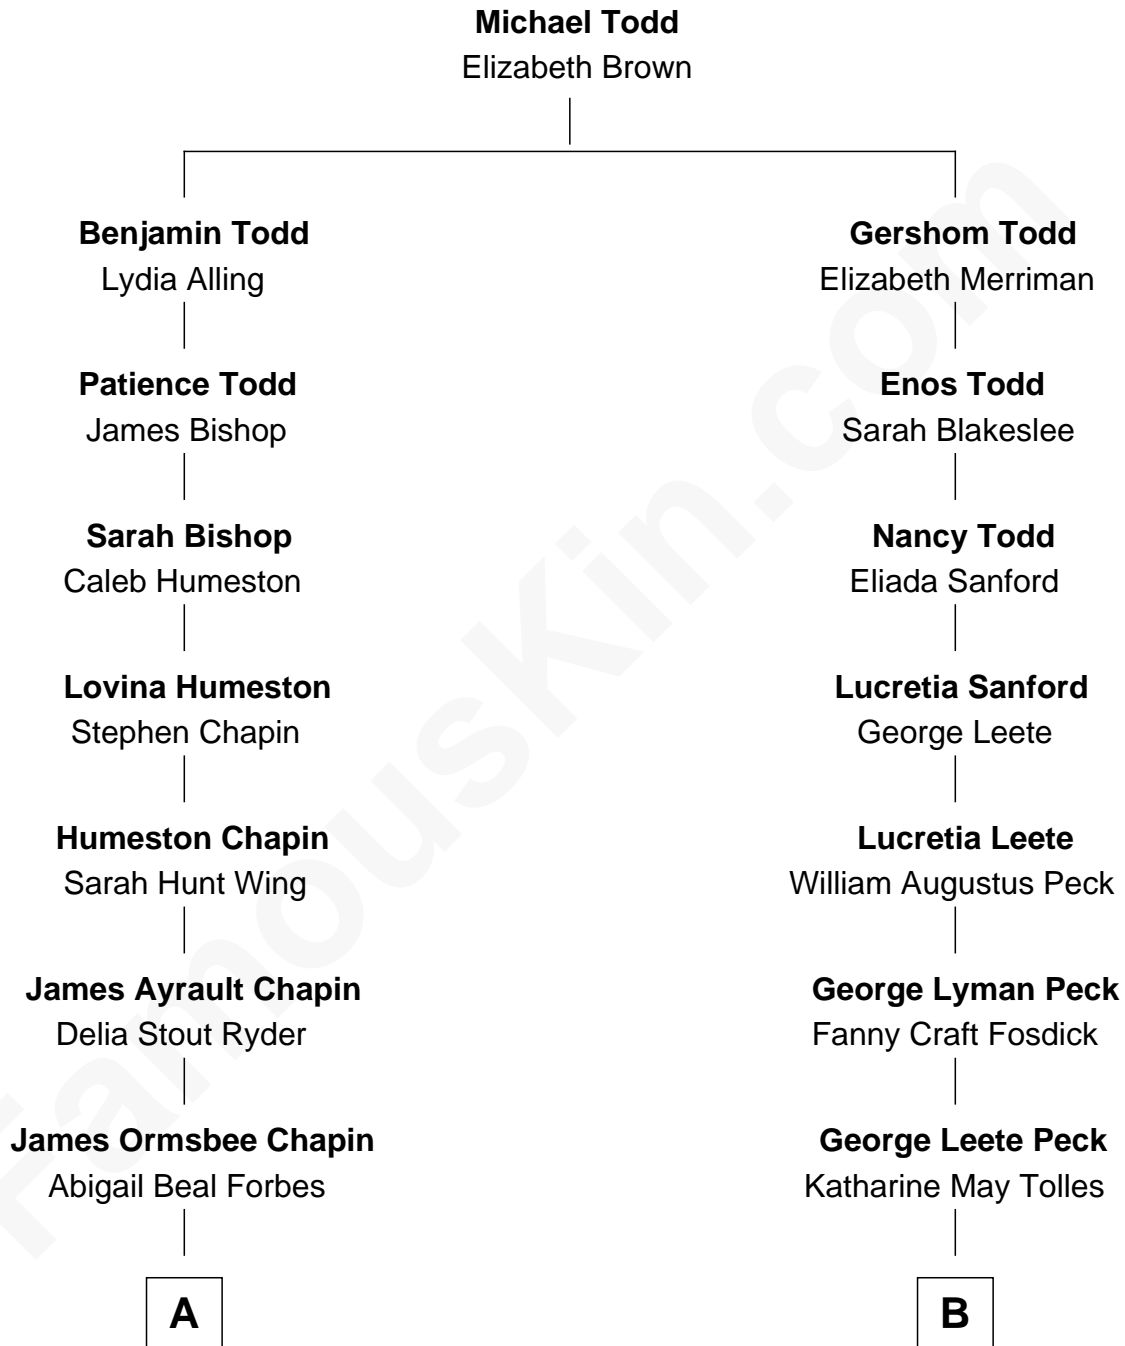 Michael Todd
Elizabeth Brown
Benjamin Todd
Lydia Alling
Gershom Todd
Elizabeth Merriman
Patience Todd
James Bishop
Enos Todd
Sarah Blakeslee
Sarah Bishop
Caleb Humeston
Nancy Todd
Eliada Sanford
Lovina Humeston
Stephen Chapin
Lucretia Sanford
George Leete
Humeston Chapin
Sarah Hunt Wing
Lucretia Leete
William Augustus Peck
James Ayrault Chapin
Delia Stout Ryder
George Lyman Peck
Fanny Craft Fosdick
James Ormsbee Chapin
Abigail Beal Forbes
George Leete Peck
Katharine May Tolles
A
B
FamousKin.com